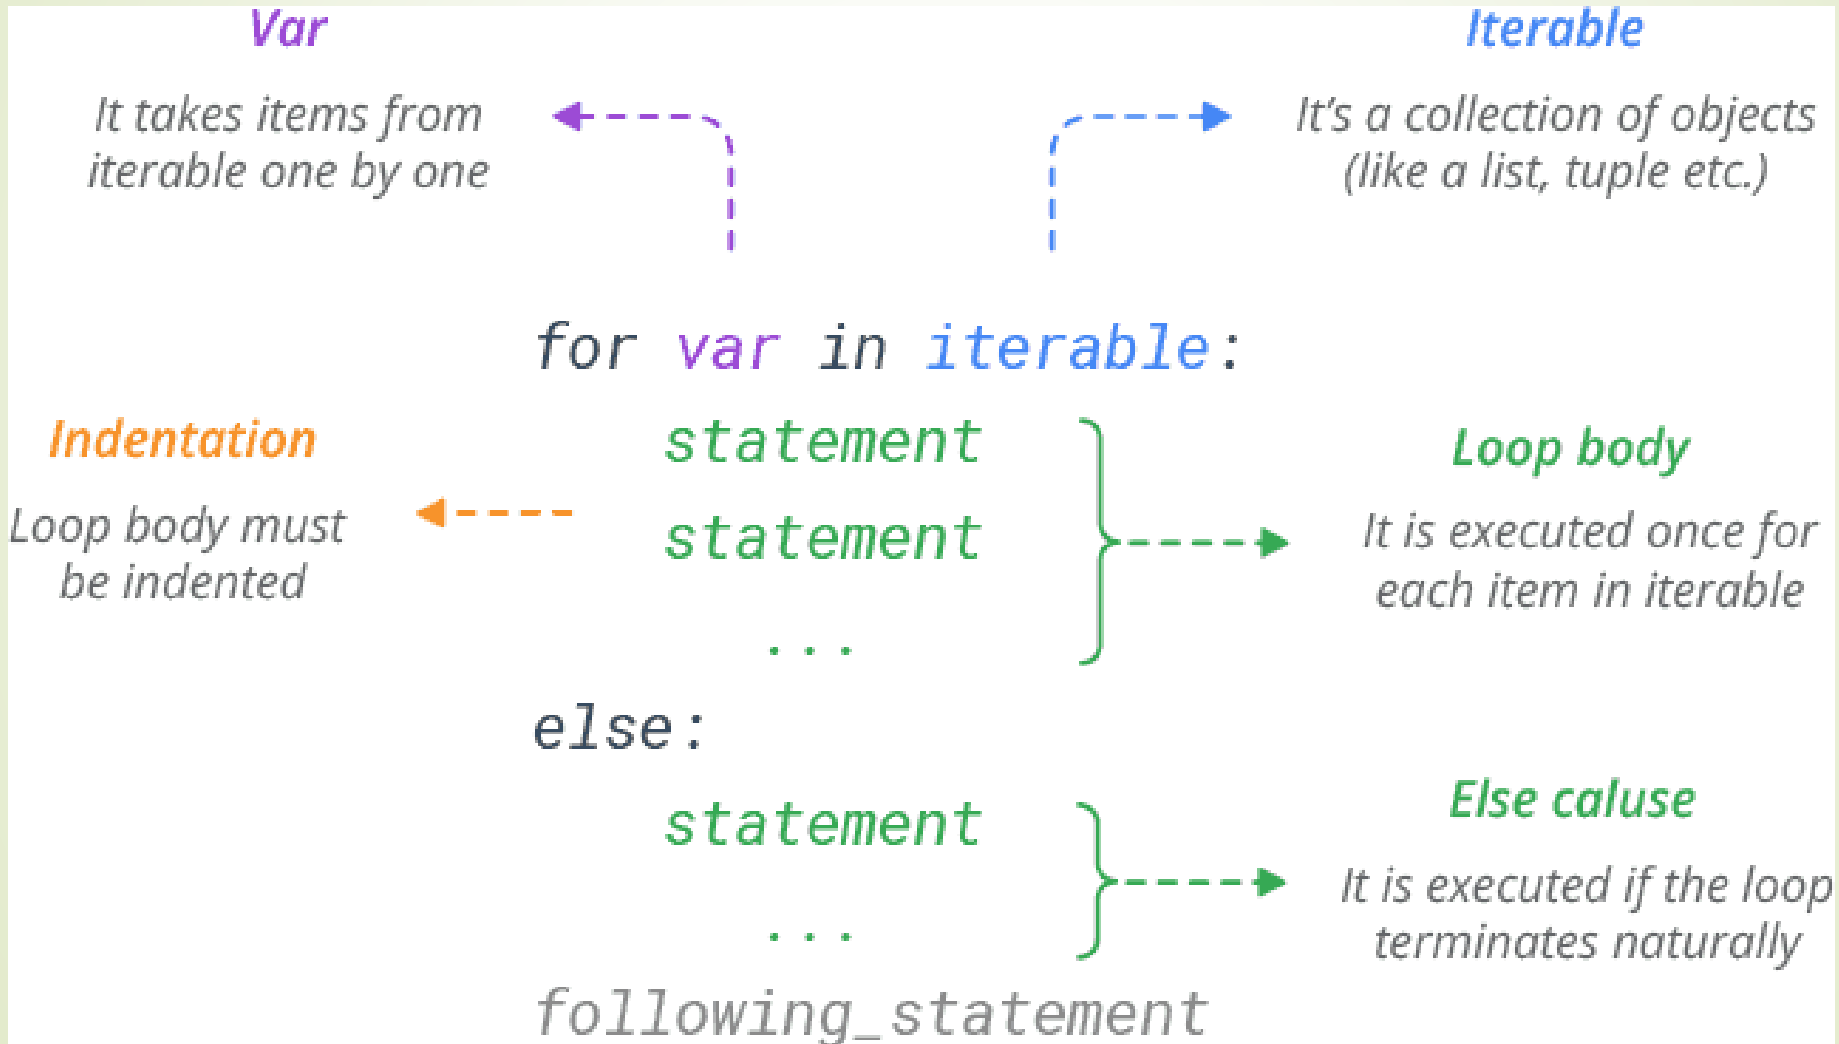 Var
It takes items from
iterable one by one
Iterable
It's a collection of objects
(like a list, tuple etc.)
for var in iterable:
Indentation
Loop body must
be indented
statement
statement
...
Loop body
It is executed once for
each item in iterable
else:
statement
...
Else caluse
It is executed if the loop
terminates naturally
following_statement